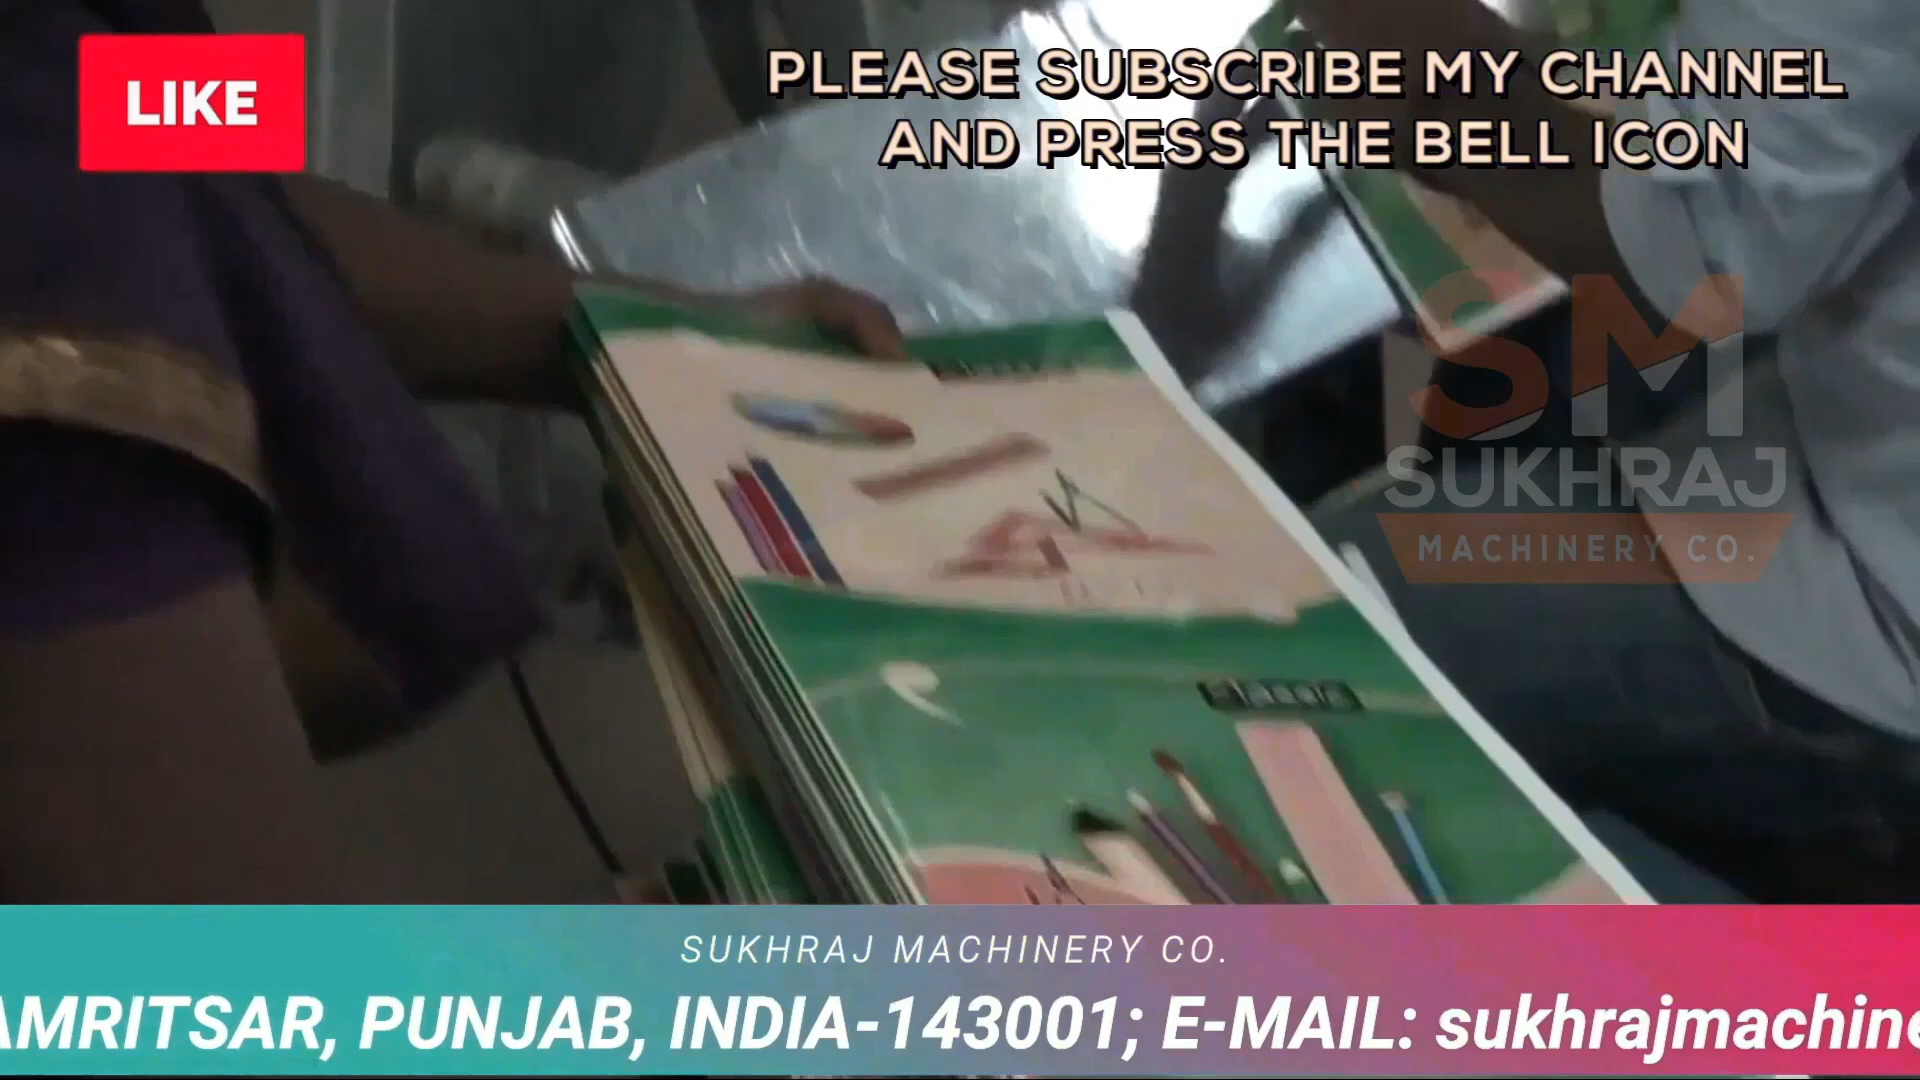 LIKE
PLEASE SUBSCRIBE MY CHANNEL
AND PRESS THE BELL ICON
SM
SUKHRAJ
MACHINERY CO.
SUKHRAJ MACHINERY CO.
AMRITSAR, PUNJAB, INDIA-143001; E-MAIL: sukhrajmachine